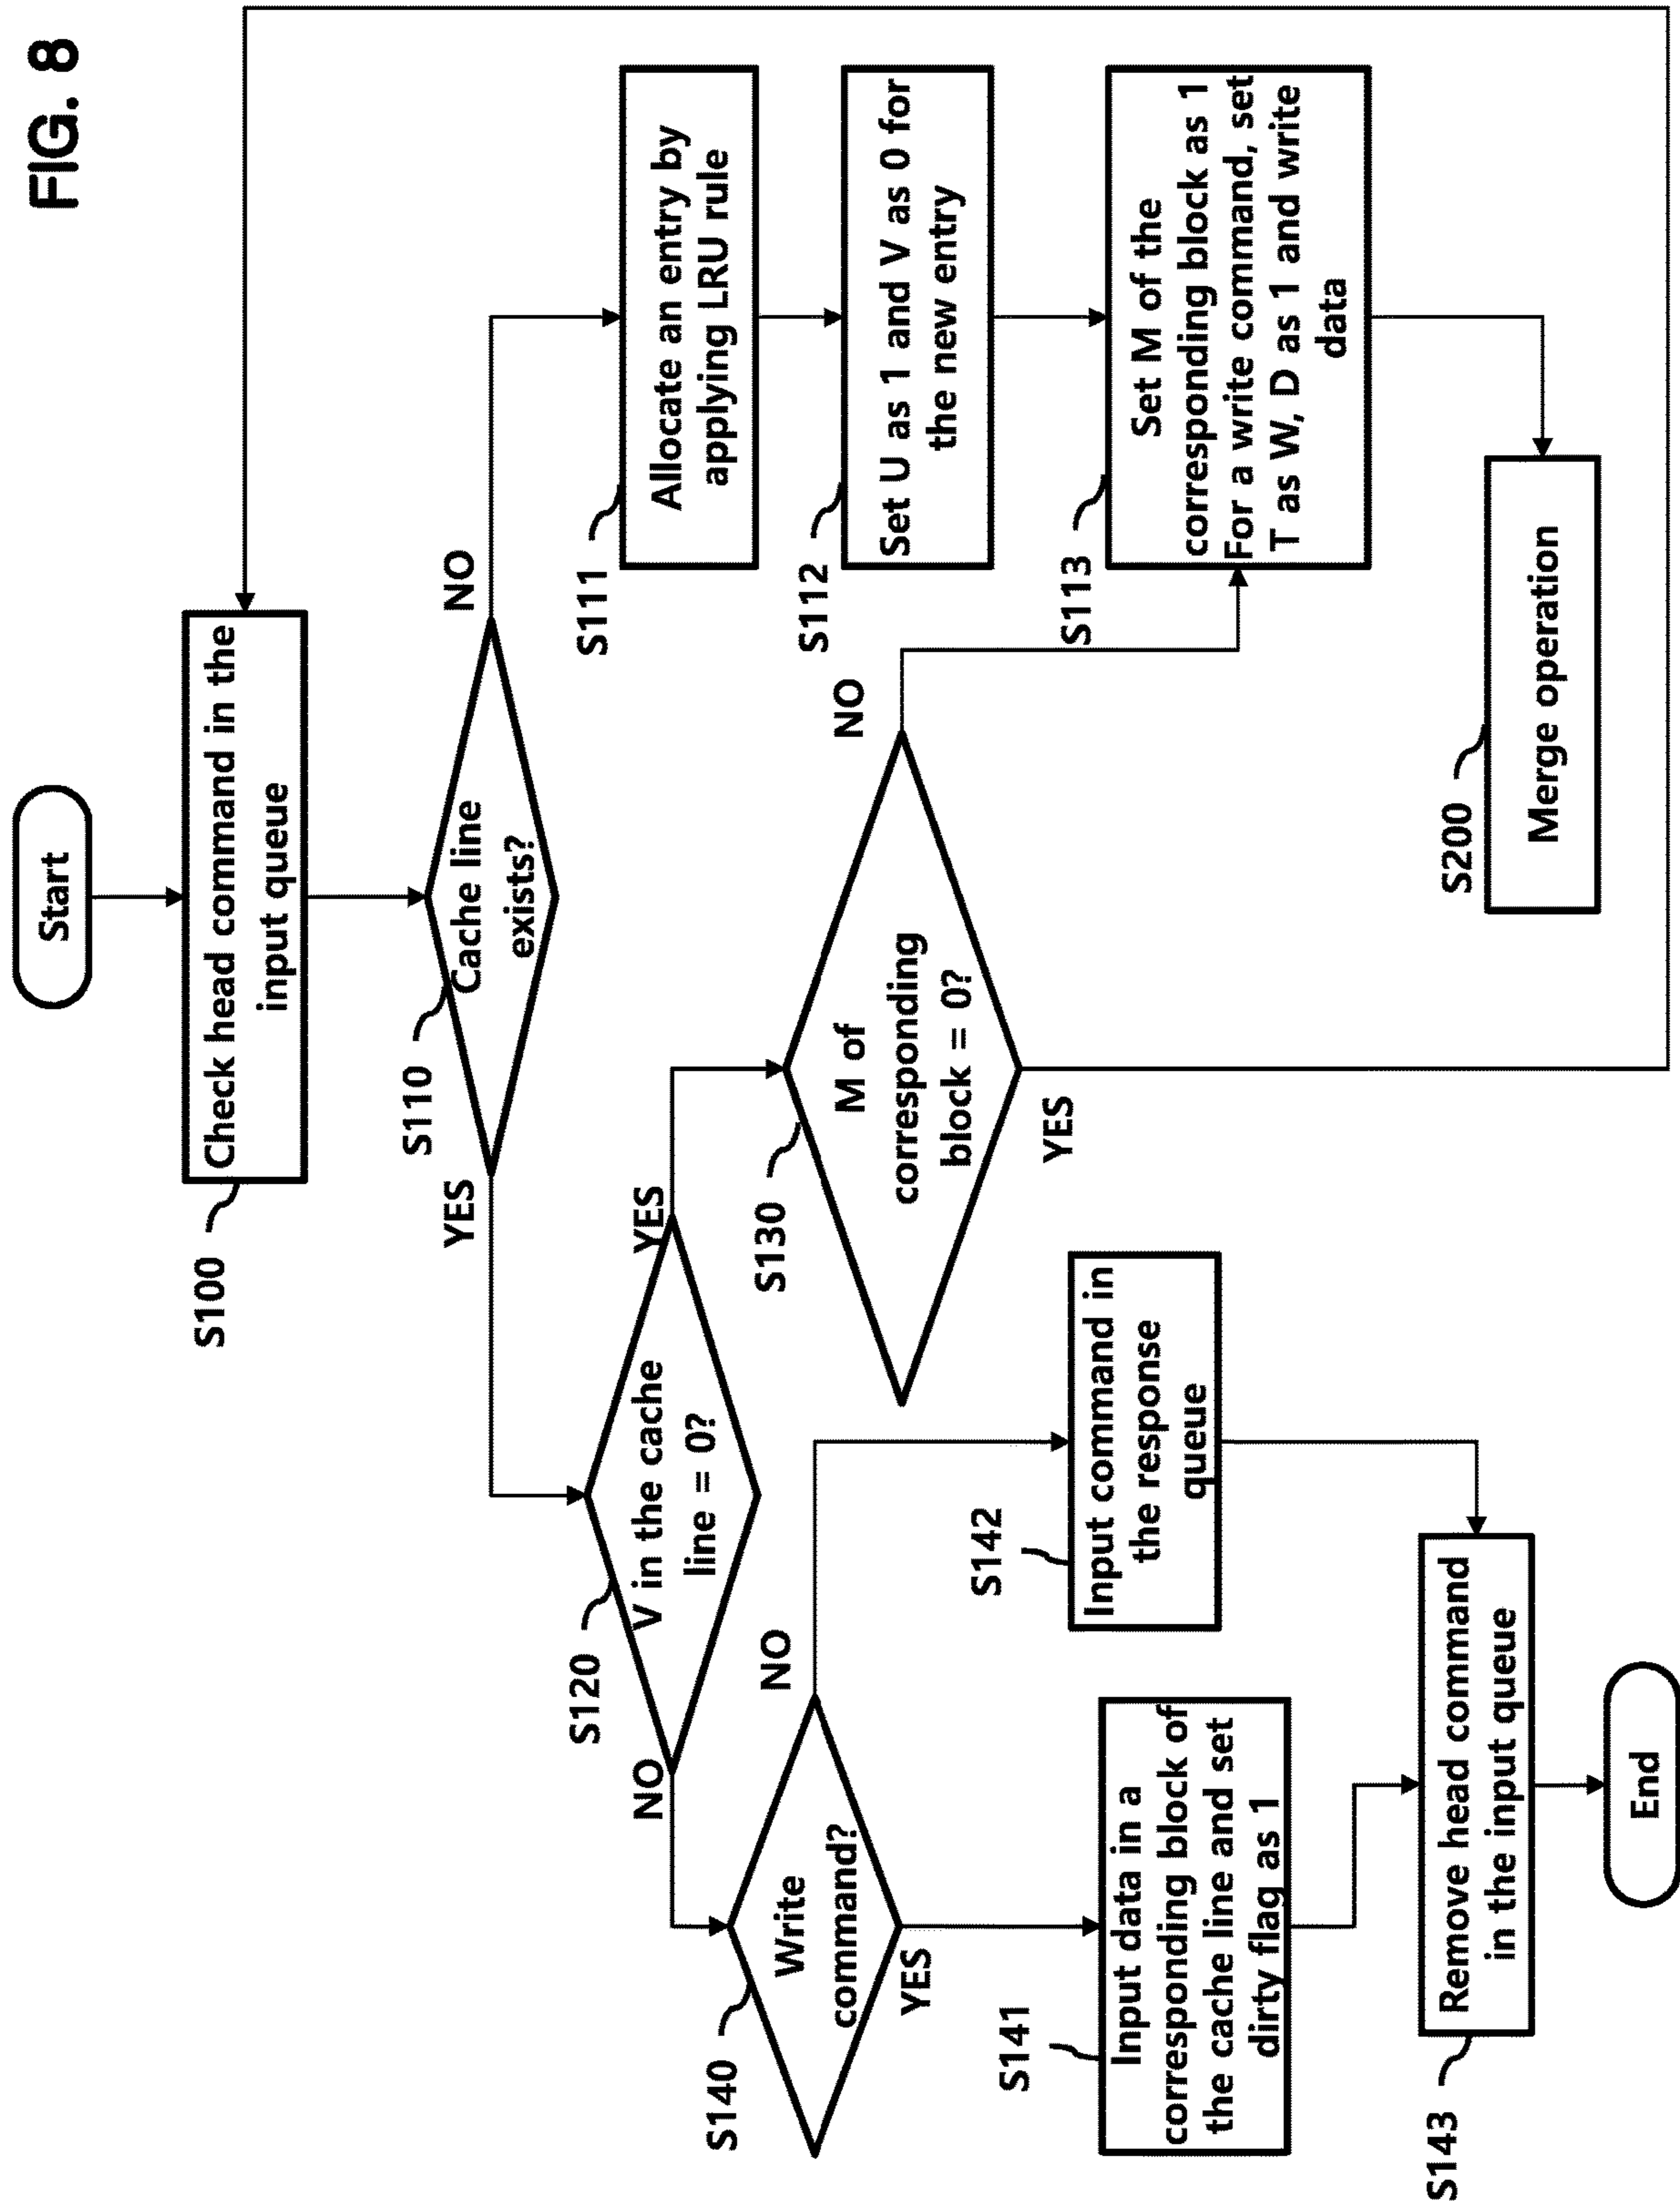 FIG. 8
Start
S100
Check head command in the
input queue
S110
Cache line
exists?
YES
NO
S111
Allocate an entry by
applying LRU rule
S112
Set U as 1 and V as 0 for
the new entry
S113
Set M of the
corresponding block as 1
For a write command, set
T as W, D as 1 and write
data
S120
V in the cache
line = 0?
NO
YES
S130
M of
corresponding
block = 0?
NO
YES
S200
Merge operation
S140
Write
command?
NO
YES
S141
Input data in a
corresponding block of
the cache line and set
dirty flag as 1
S142
Input command in
the response
queue
S143
Remove head command
in the input queue
End